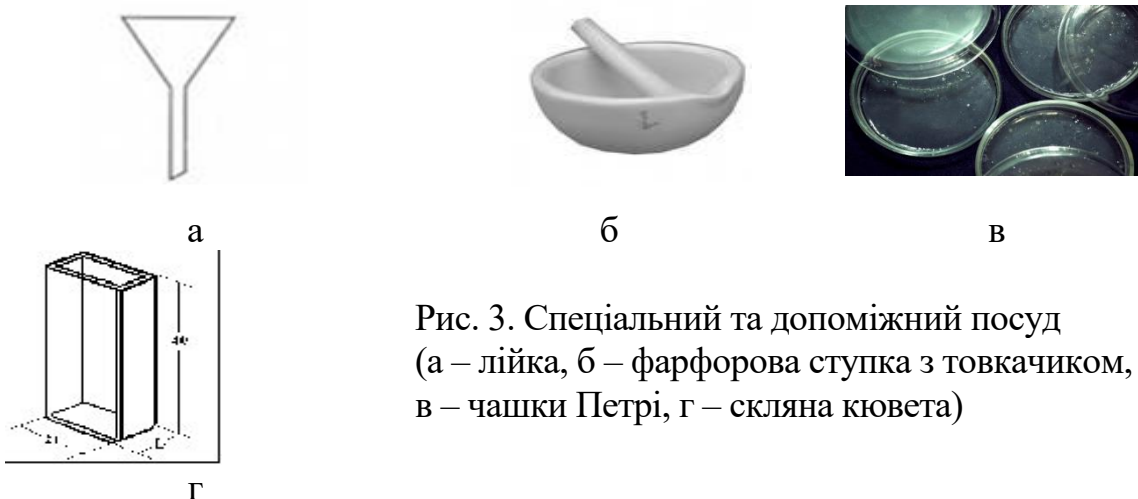 а
б
в
Рис. 3. Спеціальний та допоміжний посуд
(а – лійка, б – фарфорова ступка з товкачиком,
в – чашки Петрі, г – скляна кювета)
L
г